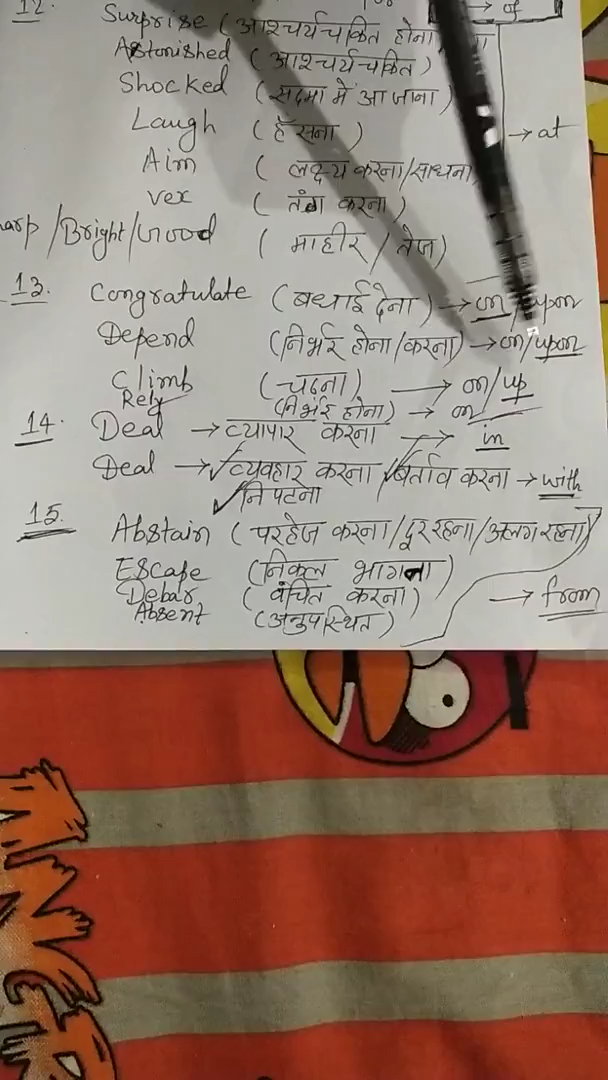 12.
→ of
Surprise (आश्चर्यचकित होना
Astonished (आश्चर्यचकित)
Shocked (सदमा में आ जाना)
Laugh (हँसना) → at
Aim (लक्ष्य करना/साधना
Vex (तंग करना)
/Bright/Good (माहीर / तेज)
13. Congratulate (बधाई देना) → on/upon
Depend (निर्भर होना/करना) → on/upon
Climb (चढना) → on/up
Rely (निर्भर होना) → on
14. Deal → व्यापार करना → in
Deal → व्यवहार करना / बर्ताव करना → with
निपटना
15. Abstain (परहेज करना/दूर रहना/अलग रहना)
Escape (निकल भागना)
Debar (वंचित करना) → from
Absent (अनुपस्थित)